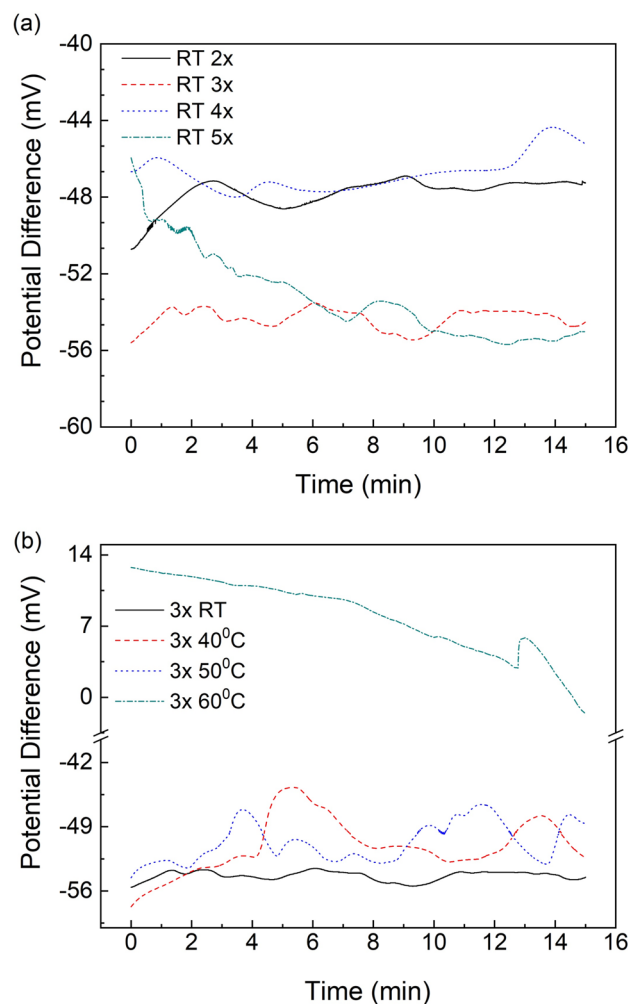 (a)
-40
RT 2x
RT 3x
RT 4x
RT 5x
-44
-48
-52
-56
-60
Potential Difference (mV)
0 2 4 6 8 10 12 14 16
Time (min)
(b)
14
7
0
-42
-49
-56
3x RT
3x 40⁰C
3x 50⁰C
3x 60⁰C
Potential Difference (mV)
0 2 4 6 8 10 12 14 16
Time (min)